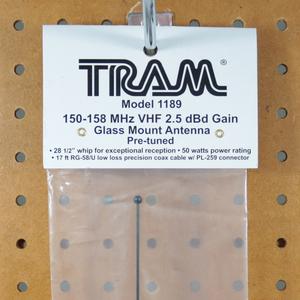 TRAM®
Model 1189
150-158 MHz VHF 2.5 dBd Gain
Glass Mount Antenna
Pre-tuned
• 28 1/2" whip for exceptional reception • 50 watts power rating
• 17 ft RG-58/U low loss precision coax cable w/ PL-259 connector